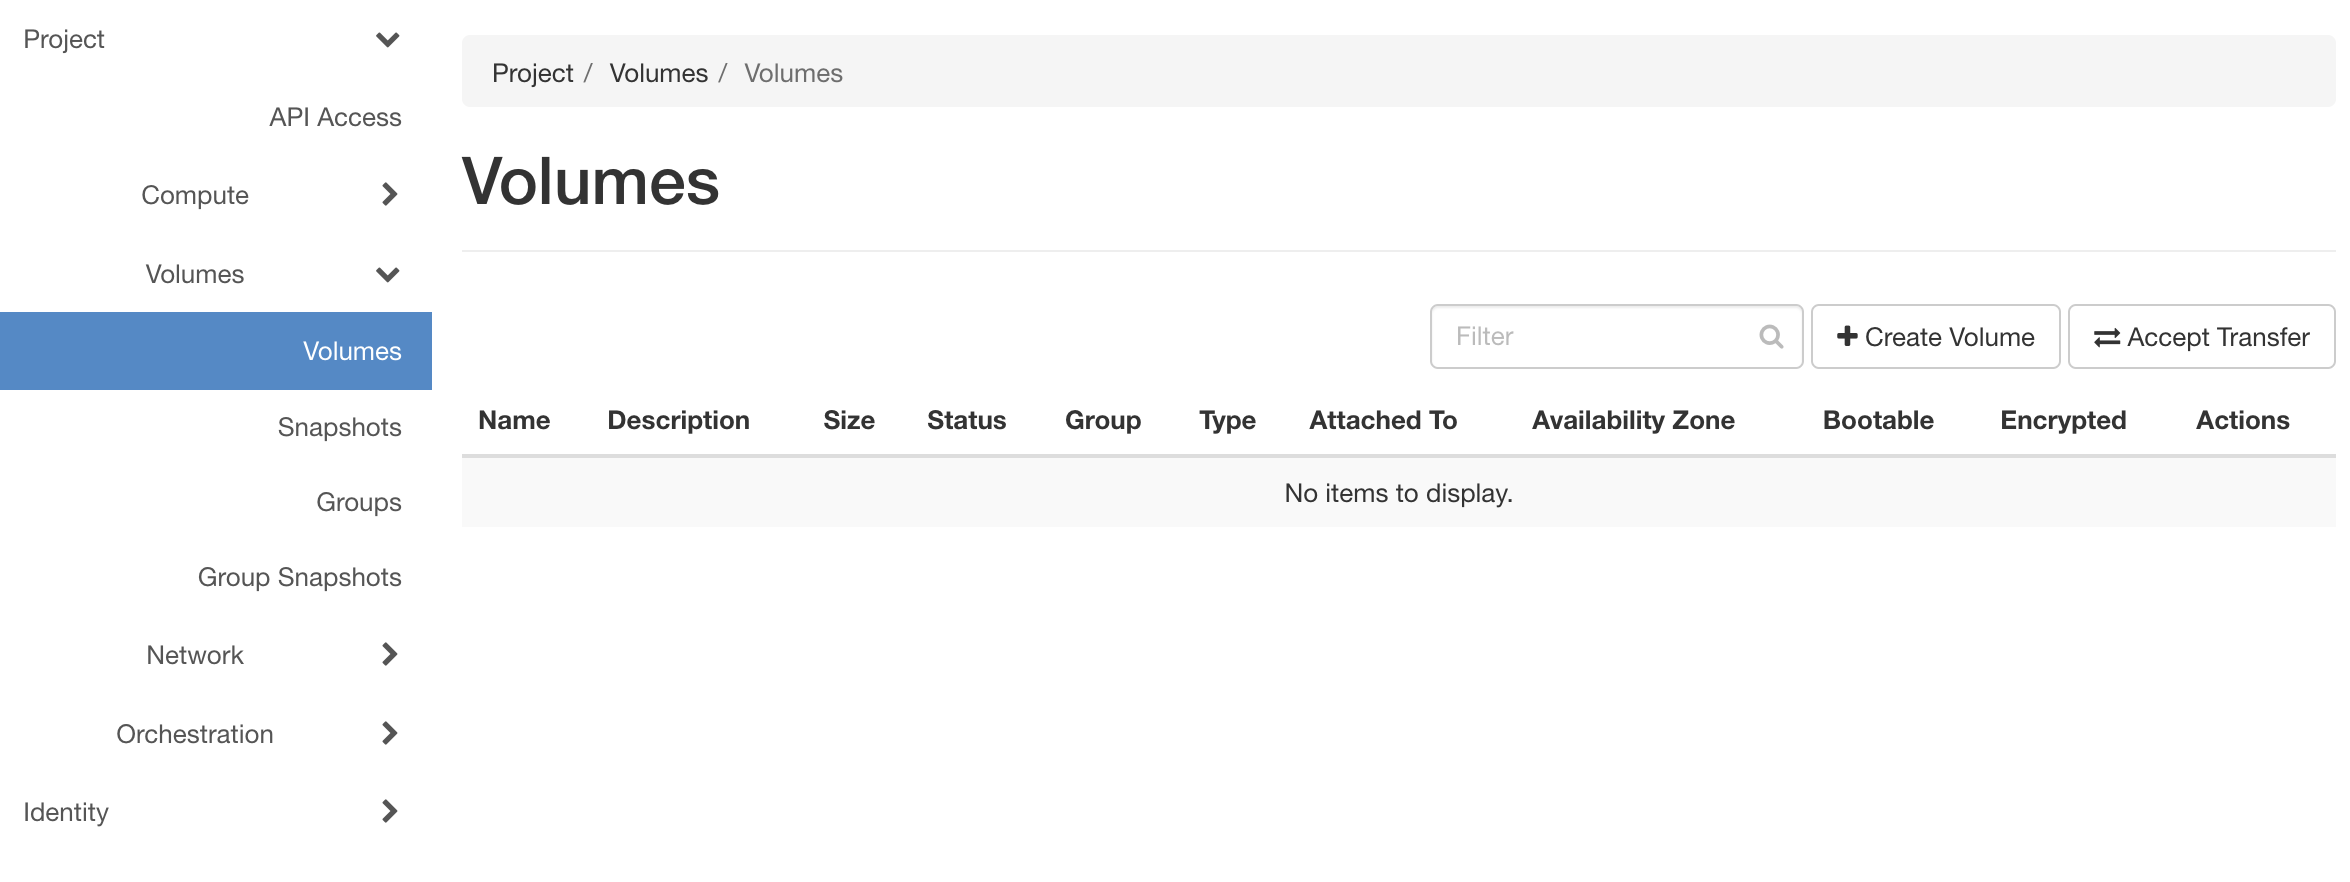 Project
API Access
Compute
Volumes
Volumes
Snapshots
Groups
Group Snapshots
Network
Orchestration
Identity
Project / Volumes / Volumes
Volumes
Filter Create Volume Accept Transfer
Name Description Size Status Group Type Attached To Availability Zone Bootable Encrypted Actions
No items to display.